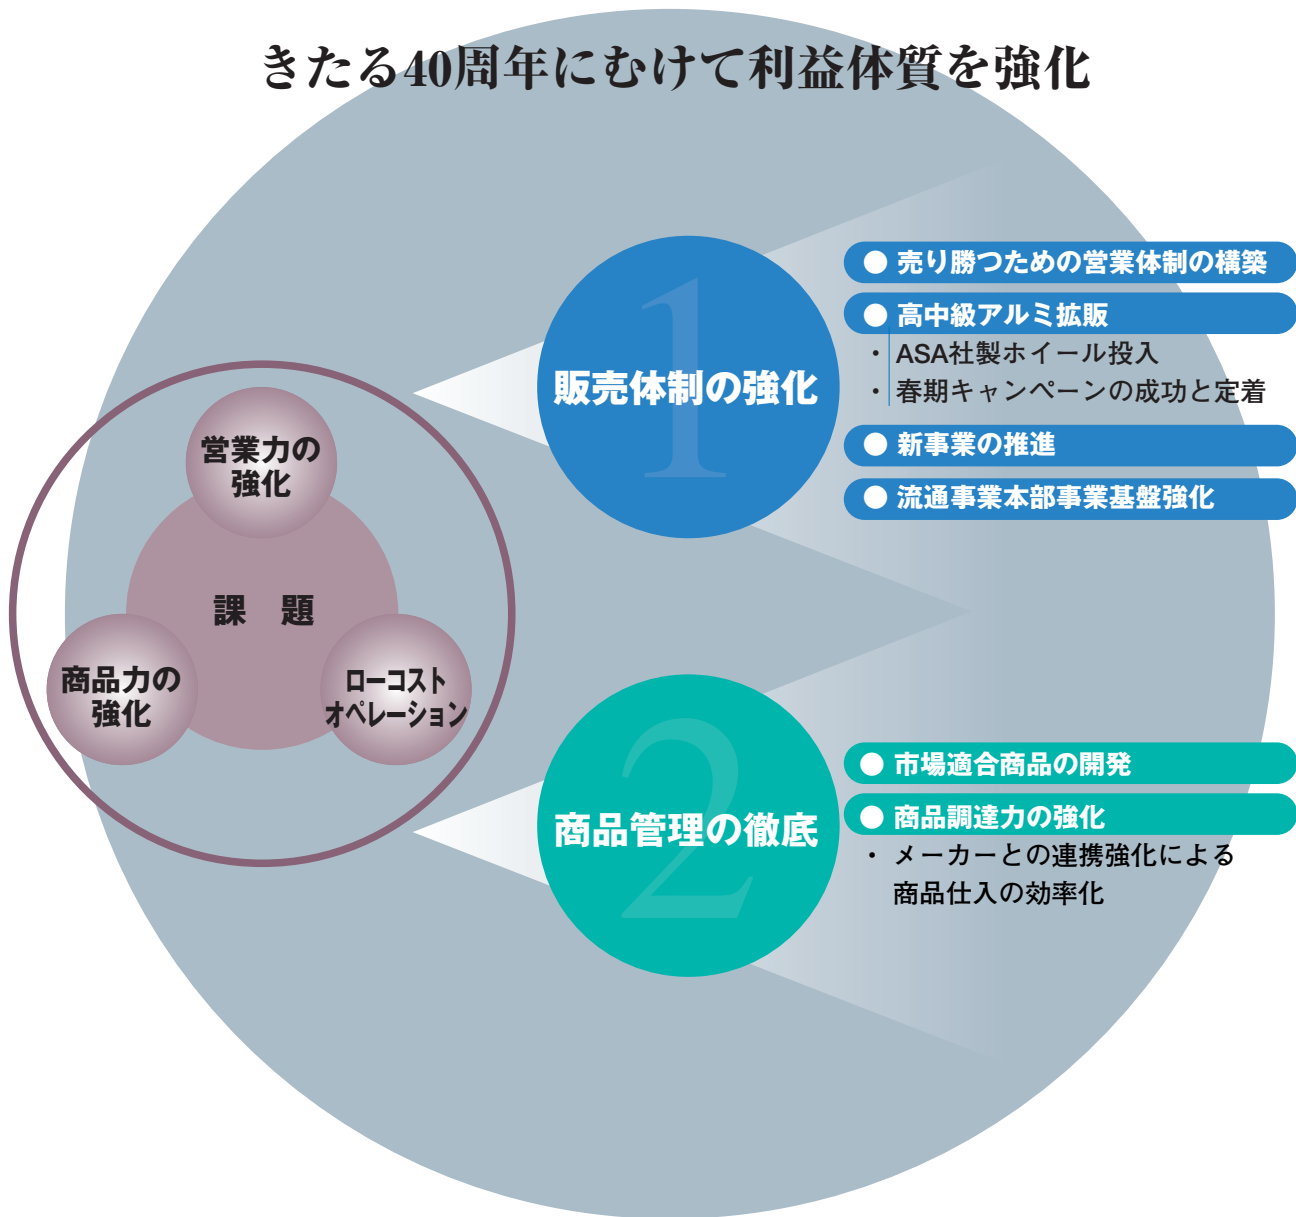 きたる40周年にむけて利益体質を強化
営業力の
強化
課　題
商品力の
強化
ローコスト
オペレーション
1
販売体制の強化
● 売り勝つための営業体制の構築
● 高中級アルミ拡販
・ ASA社製ホイール投入
・ 春期キャンペーンの成功と定着
● 新事業の推進
● 流通事業本部事業基盤強化
2
商品管理の徹底
● 市場適合商品の開発
● 商品調達力の強化
・ メーカーとの連携強化による
商品仕入の効率化